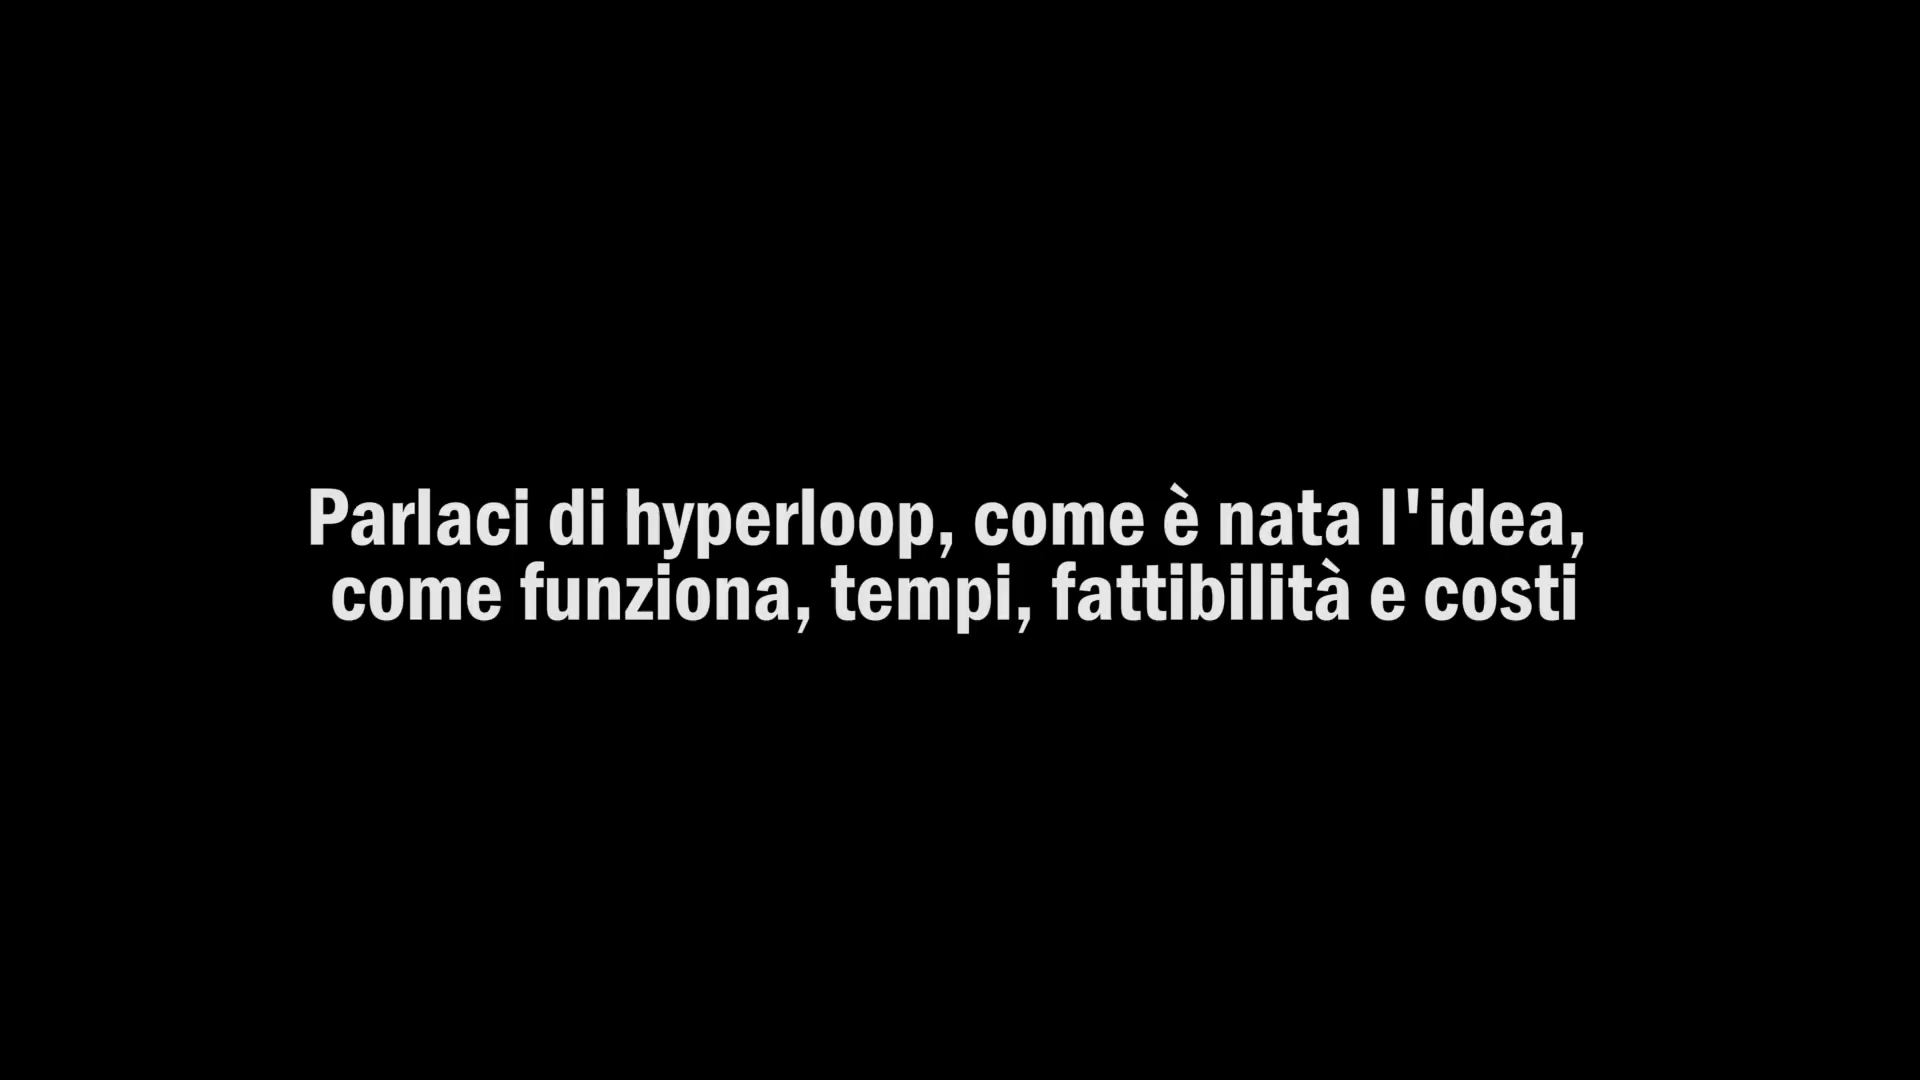 Parlaci di hyperloop, come è nata l'idea,
come funziona, tempi, fattibilità e costi